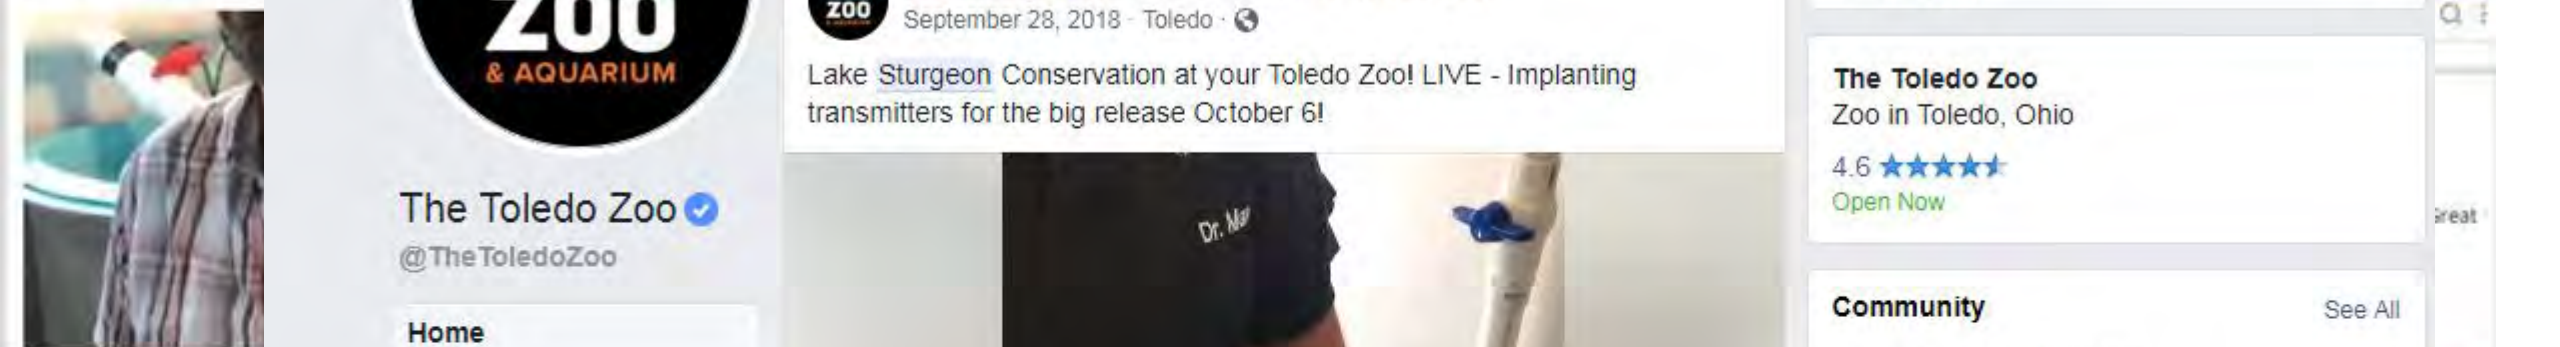 ZOO
& AQUARIUM
The Toledo Zoo
@TheToledoZoo
Home
ZOO
September 28, 2018 · Toledo ·
Lake Sturgeon Conservation at your Toledo Zoo! LIVE - Implanting
transmitters for the big release October 6!
Dr.
The Toledo Zoo
Zoo in Toledo, Ohio
4.6
Open Now
Community
See All